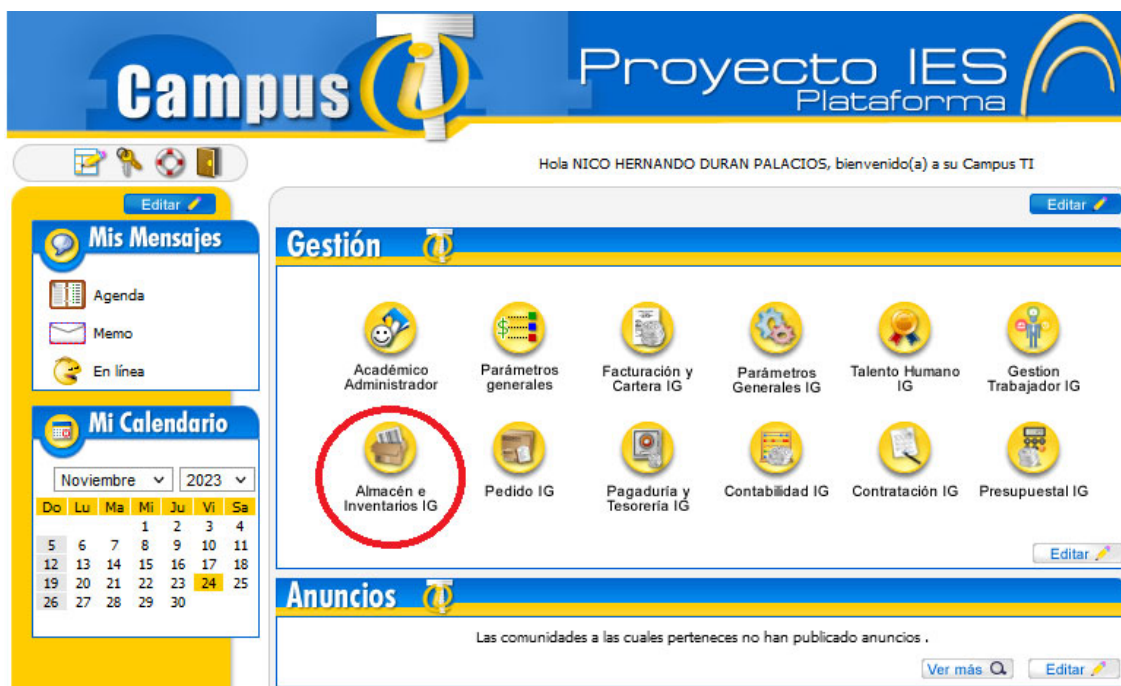 Campus Ti
Proyecto IES
Plataforma
Hola NICO HERNANDO DURAN PALACIOS, bienvenido(a) a su Campus TI
Editar
Mis Mensajes
Agenda
Memo
En línea
Mi Calendario
Noviembre 2023
Do Lu Ma Mi Ju Vi Sa
1 2 3 4
5 6 7 8 9 10 11
12 13 14 15 16 17 18
19 20 21 22 23 24 25
26 27 28 29 30
Editar
Gestión Ti
Académico
Administrador
Parámetros
generales
Facturación y
Cartera IG
Parámetros
Generales IG
Talento Humano
IG
Gestion
Trabajador IG
Almacén e
Inventarios IG
Pedido IG
Pagaduría y
Tesorería IG
Contabilidad IG
Contratación IG
Presupuestal IG
Editar
Anuncios Ti
Las comunidades a las cuales perteneces no han publicado anuncios .
Ver más
Editar